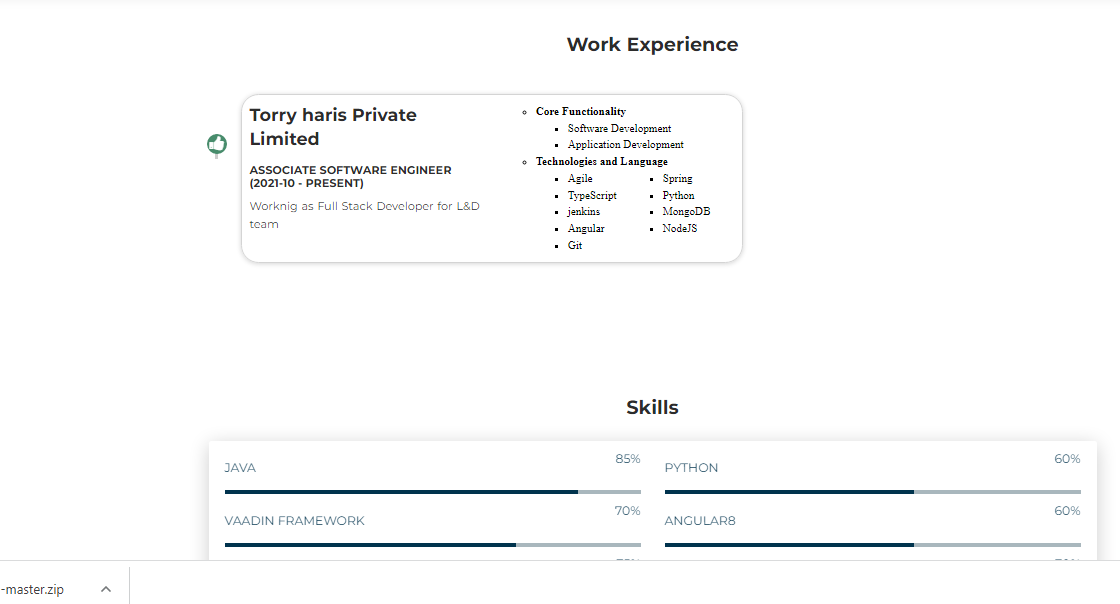 Work Experience
Torry haris Private
Limited
ASSOCIATE SOFTWARE ENGINEER
(2021-10 - PRESENT)
Worknig as Full Stack Developer for L&D
team
Core Functionality
Software Development
Application Development
Technologies and Language
Agile
TypeScript
jenkins
Angular
Git
Spring
Python
MongoDB
NodeJS
Skills
JAVA 85%
PYTHON 60%
VAADIN FRAMEWORK 70%
ANGULAR8 60%
-master.zip